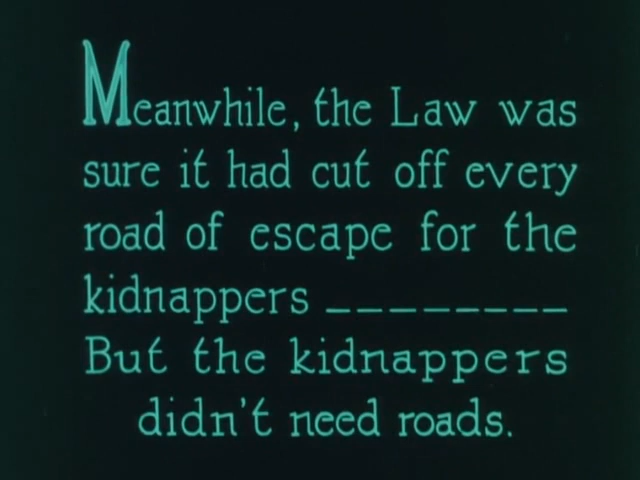 Meanwhile, the Law was
sure it had cut off every
road of escape for the
kidnappers _ _ _ _ _ _ _ _
But the kidnappers
didn't need roads.